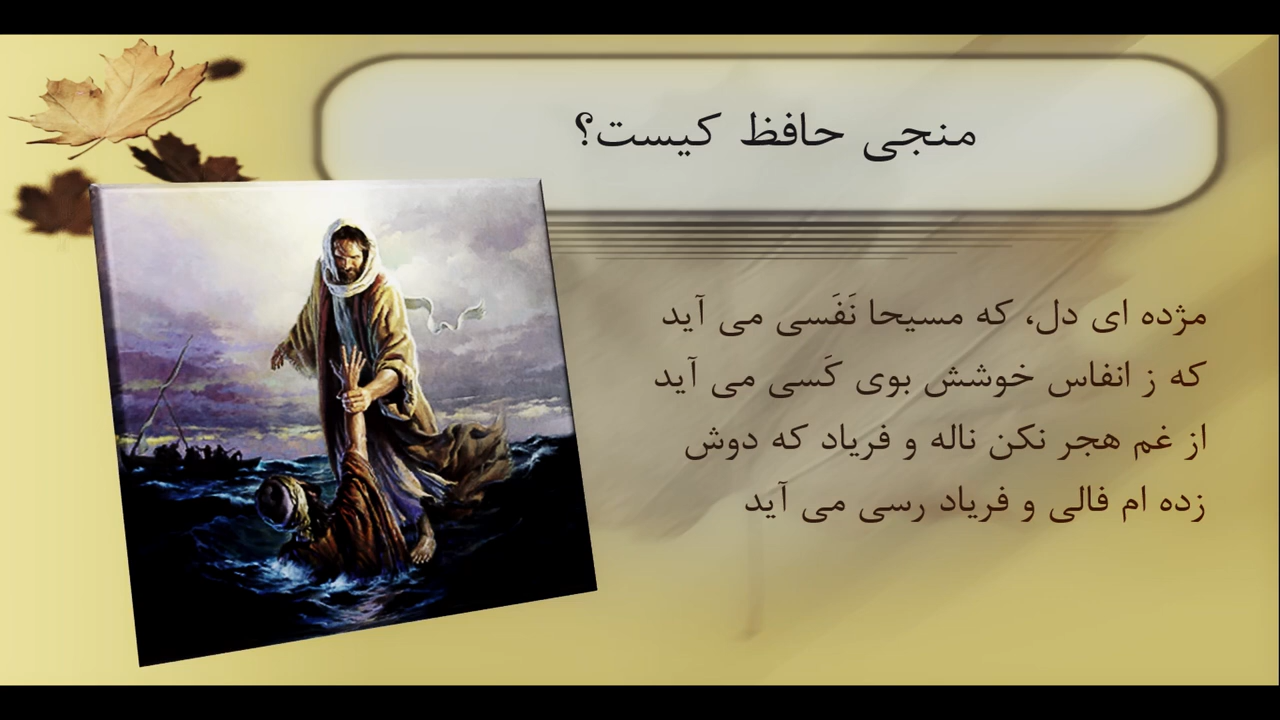 منجی حافظ کیست؟
مژده ای دل، که مسیحا نَفَسی می آید
که ز انفاس خوشش بوی کَسی می آید
از غم هجر نکن ناله و فریاد که دوش
زده ام فالی و فریاد رسی می آید